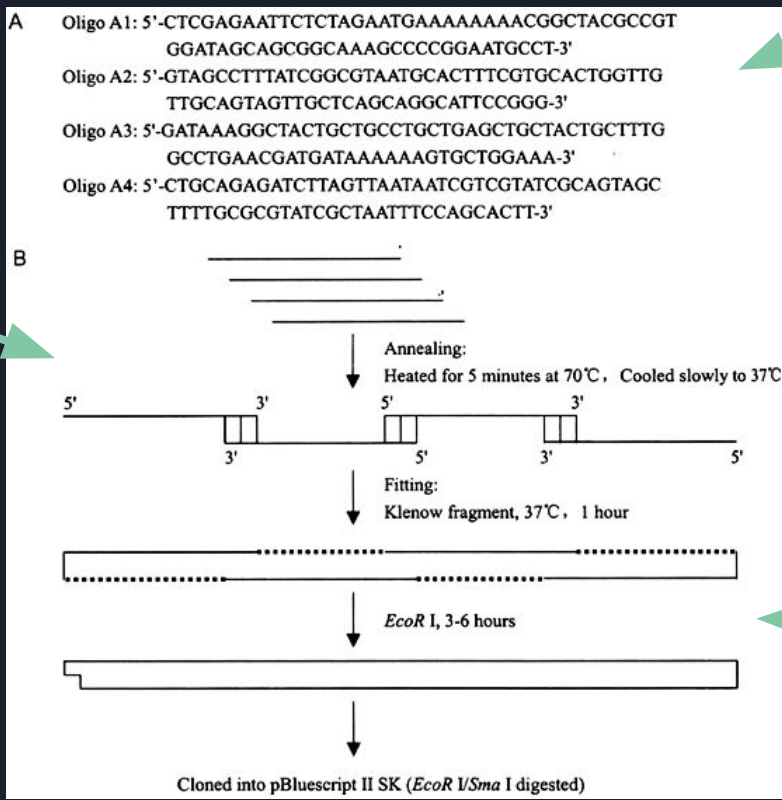 A
Oligo A1: 5'-CTCGAGAATTCTCTAGAATGAAAAAAAACGGCTACGCCGT
GGATAGCAGCGGCAAAGCCCCGGAATGCCT-3'
Oligo A2: 5'-GTAGCCTTTATCGGCGTAATGCACTTTCGTGCACTGGTTG
TTGCAGTAGTTGCTCAGCAGGCATTCCGGG-3'
Oligo A3: 5'-GATAAAGGCTACTGCTGCCTGCTGAGCTGCTACTGCTTTG
GCCTGAACGATGATAAAAAAGTGCTGGAAA-3'
Oligo A4: 5'-CTGCAGAGATCTTAGTTAATAATCGTCGTATCGCAGTAGC
TTTTGCGCGTATCGCTAATTTCCAGCACTT-3'
B
Annealing:
Heated for 5 minutes at 70℃, Cooled slowly to 37℃
5' 3' 5' 3'
3' 5' 3' 5'
Fitting:
Klenow fragment, 37℃, 1 hour
EcoR I, 3-6 hours
Cloned into pBluescript II SK (EcoR I/Sma I digested)